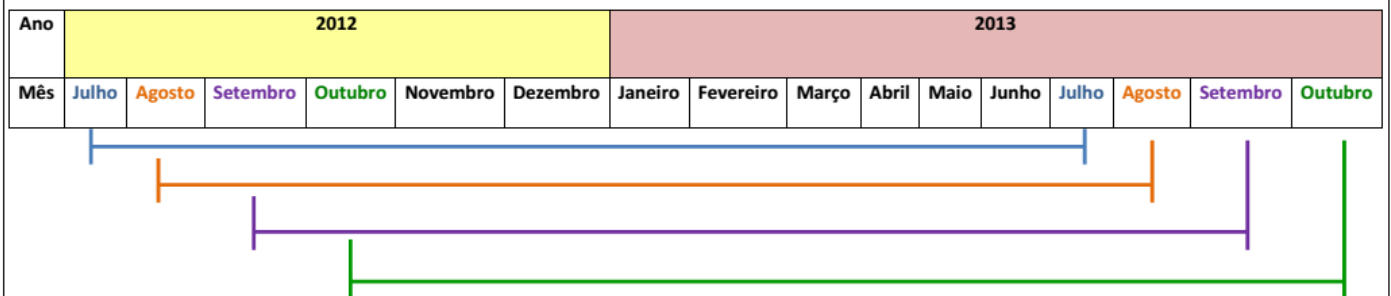 Ano 2012 2013
Mês Julho Agosto Setembro Outubro Novembro Dezembro Janeiro Fevereiro Março Abril Maio Junho Julho Agosto Setembro Outubro